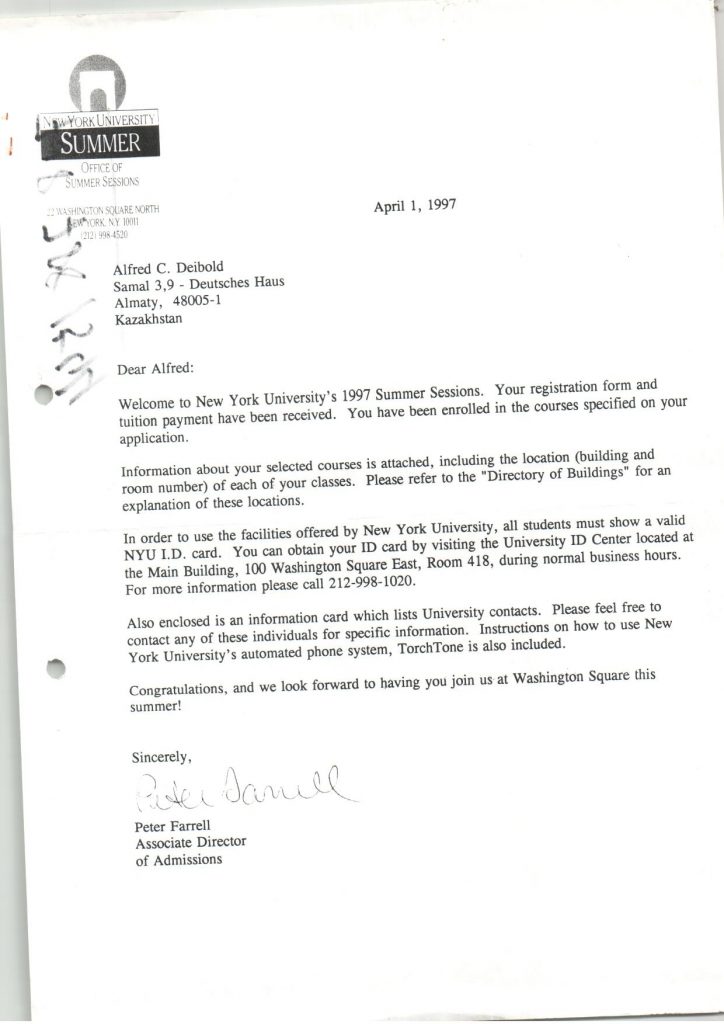 NEW YORK UNIVERSITY
SUMMER
OFFICE OF
SUMMER SESSIONS
22 WASHINGTON SQUARE NORTH
NEW YORK, N.Y. 10011
(212) 998-4520
April 1, 1997
Alfred C. Deibold
Samal 3,9 - Deutsches Haus
Almaty, 48005-1
Kazakhstan
Dear Alfred:
Welcome to New York University's 1997 Summer Sessions. Your registration form and
tuition payment have been received. You have been enrolled in the courses specified on your
application.
Information about your selected courses is attached, including the location (building and
room number) of each of your classes. Please refer to the "Directory of Buildings" for an
explanation of these locations.
In order to use the facilities offered by New York University, all students must show a valid
NYU I.D. card. You can obtain your ID card by visiting the University ID Center located at
the Main Building, 100 Washington Square East, Room 418, during normal business hours.
For more information please call 212-998-1020.
Also enclosed is an information card which lists University contacts. Please feel free to
contact any of these individuals for specific information. Instructions on how to use New
York University's automated phone system, TorchTone is also included.
Congratulations, and we look forward to having you join us at Washington Square this
summer!
Sincerely,
Peter Farrell
Peter Farrell
Associate Director
of Admissions